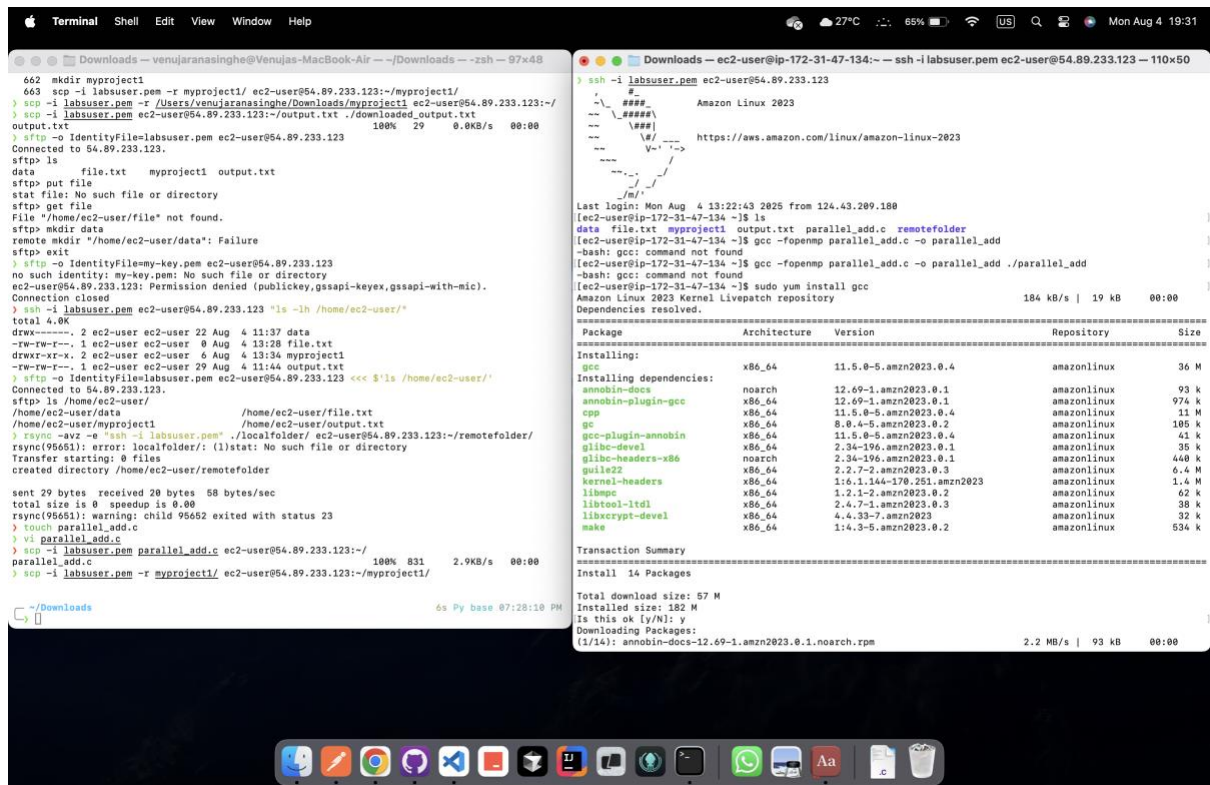 Terminal Shell Edit View Window Help 27°C 65% US Mon Aug 4 19:31
Downloads — venujaranasinghe@Venujas-MacBook-Air — ~/Downloads — -zsh — 97×48
662 mkdir myproject1
663 scp -i labsuser.pem -r myproject1/ ec2-user@54.89.233.123:~/myproject1/
❯ scp -i labsuser.pem -r /Users/venujaranasinghe/Downloads/myproject1 ec2-user@54.89.233.123:~/
❯ scp -i labsuser.pem ec2-user@54.89.233.123:~/output.txt ./downloaded_output.txt
output.txt 100% 29 0.0KB/s 00:00
❯ sftp -o IdentityFile=labsuser.pem ec2-user@54.89.233.123
Connected to 54.89.233.123.
sftp> ls
data file.txt myproject1 output.txt
sftp> put file
stat file: No such file or directory
sftp> get file
File "/home/ec2-user/file" not found.
sftp> mkdir data
remote mkdir "/home/ec2-user/data": Failure
sftp> exit
❯ sftp -o IdentityFile=my-key.pem ec2-user@54.89.233.123
no such identity: my-key.pem: No such file or directory
ec2-user@54.89.233.123: Permission denied (publickey,gssapi-keyex,gssapi-with-mic).
Connection closed
❯ ssh -i labsuser.pem ec2-user@54.89.233.123 "ls -lh /home/ec2-user/*"
total 4.0K
drwx------. 2 ec2-user ec2-user 22 Aug 4 11:37 data
-rw-rw-r--. 1 ec2-user ec2-user 0 Aug 4 13:28 file.txt
drwxr-xr-x. 2 ec2-user ec2-user 6 Aug 4 13:34 myproject1
-rw-rw-r--. 1 ec2-user ec2-user 29 Aug 4 11:44 output.txt
❯ sftp -o IdentityFile=labsuser.pem ec2-user@54.89.233.123 <<< $'ls /home/ec2-user/'
Connected to 54.89.233.123.
sftp> ls /home/ec2-user/
/home/ec2-user/data /home/ec2-user/file.txt
/home/ec2-user/myproject1 /home/ec2-user/output.txt
❯ rsync -avz -e "ssh -i labsuser.pem" ./localfolder/ ec2-user@54.89.233.123:~/remotefolder/
rsync(95651): error: localfolder/: (l)stat: No such file or directory
Transfer starting: 0 files
created directory /home/ec2-user/remotefolder
sent 29 bytes received 20 bytes 58 bytes/sec
total size is 0 speedup is 0.00
rsync(95651): warning: child 95652 exited with status 23
❯ touch parallel_add.c
❯ vi parallel_add.c
❯ scp -i labsuser.pem parallel_add.c ec2-user@54.89.233.123:~/
parallel_add.c 100% 831 2.9KB/s 00:00
❯ scp -i labsuser.pem -r myproject1/ ec2-user@54.89.233.123:~/myproject1/
~/Downloads 6s Py base 07:28:10 PM
Downloads — ec2-user@ip-172-31-47-134:~ — ssh -i labsuser.pem ec2-user@54.89.233.123 — 110×50
❯ ssh -i labsuser.pem ec2-user@54.89.233.123
, #_
~\_ ####_ Amazon Linux 2023
~~ \_#####\
~~ \###|
~~ \#/ ___ https://aws.amazon.com/linux/amazon-linux-2023
~~ V~' '->
~~~ /
~~._. _/
_/ _/
_/m/'
Last login: Mon Aug 4 13:22:43 2025 from 124.43.209.180
[ec2-user@ip-172-31-47-134 ~]$ ls
data file.txt myproject1 output.txt parallel_add.c remotefolder
[ec2-user@ip-172-31-47-134 ~]$ gcc -fopenmp parallel_add.c -o parallel_add
-bash: gcc: command not found
[ec2-user@ip-172-31-47-134 ~]$ gcc -fopenmp parallel_add.c -o parallel_add ./parallel_add
-bash: gcc: command not found
[ec2-user@ip-172-31-47-134 ~]$ sudo yum install gcc
Amazon Linux 2023 Kernel Livepatch repository 184 kB/s | 19 kB 00:00
Dependencies resolved.
Package Architecture Version Repository Size
Installing:
gcc x86_64 11.5.0-5.amzn2023.0.4 amazonlinux 36 M
Installing dependencies:
annobin-docs noarch 12.69-1.amzn2023.0.1 amazonlinux 93 k
annobin-plugin-gcc x86_64 12.69-1.amzn2023.0.1 amazonlinux 974 k
cpp x86_64 11.5.0-5.amzn2023.0.4 amazonlinux 11 M
gc x86_64 8.0.4-5.amzn2023.0.2 amazonlinux 105 k
gcc-plugin-annobin x86_64 11.5.0-5.amzn2023.0.4 amazonlinux 41 k
glibc-devel x86_64 2.34-196.amzn2023.0.1 amazonlinux 35 k
glibc-headers-x86 noarch 2.34-196.amzn2023.0.1 amazonlinux 440 k
guile22 x86_64 2.2.7-2.amzn2023.0.3 amazonlinux 6.4 M
kernel-headers x86_64 1:6.1.144-170.251.amzn2023 amazonlinux 1.4 M
libmpc x86_64 1.2.1-2.amzn2023.0.2 amazonlinux 62 k
libtool-ltdl x86_64 2.4.7-1.amzn2023.0.3 amazonlinux 38 k
libxcrypt-devel x86_64 4.4.33-7.amzn2023 amazonlinux 32 k
make x86_64 1:4.3-5.amzn2023.0.2 amazonlinux 534 k
Transaction Summary
Install 14 Packages
Total download size: 57 M
Installed size: 182 M
Is this ok [y/N]: y
Downloading Packages:
(1/14): annobin-docs-12.69-1.amzn2023.0.1.noarch.rpm 2.2 MB/s | 93 kB 00:00
Aa
.C